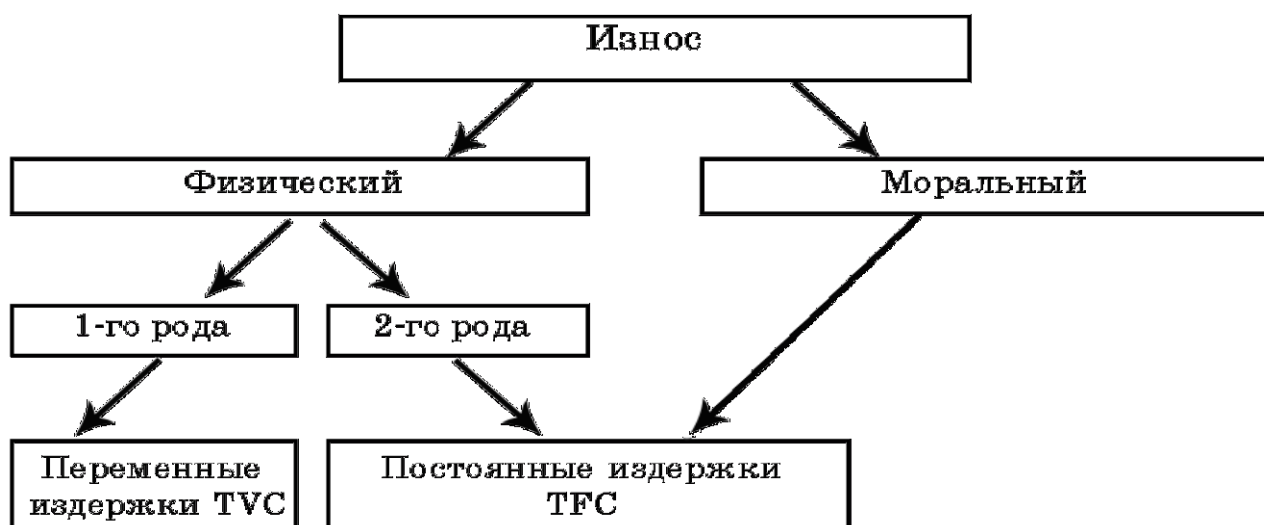 Износ
Физический
Моральный
1-го рода
2-го рода
Переменные
издержки TVC
Постоянные издержки
TFC